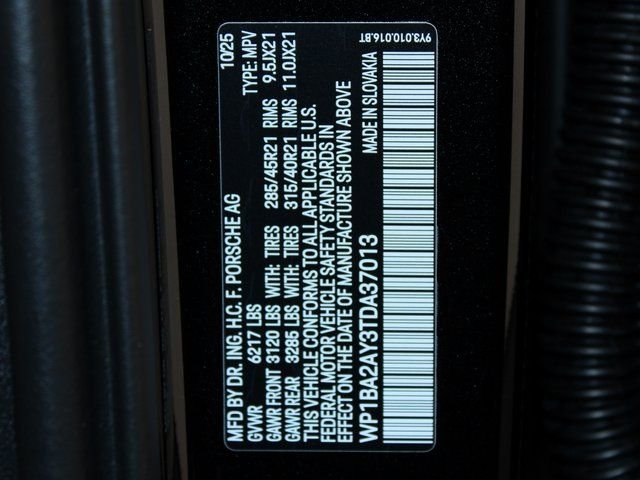 MFD BY DR. ING. H.C. F. PORSCHE AG 10/25
GVWR 6217 LBS TYPE: MPV
GAWR FRONT 3120 LBS WITH: TIRES 285/45R21 RIMS 9.5JX21
GAWR REAR 3285 LBS WITH: TIRES 315/40R21 RIMS 11.0JX21
THIS VEHICLE CONFORMS TO ALL APPLICABLE U.S.
FEDERAL MOTOR VEHICLE SAFETY STANDARDS IN
EFFECT ON THE DATE OF MANUFACTURE SHOWN ABOVE
WP1BA2AY3TDA37013 MADE IN SLOVAKIA
9Y3.010.016.BT